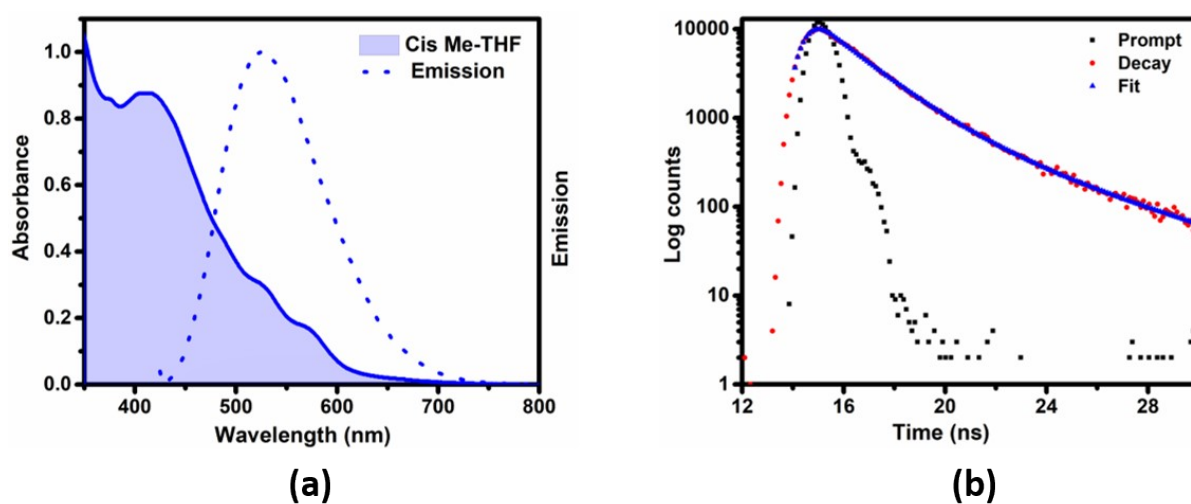 Cis Me-THF
Emission
1.0
0.8
0.6
0.4
0.2
0.0
Absorbance
Emission
400 500 600 700 800
Wavelength (nm)
(a)
Prompt
Decay
Fit
10000
1000
100
10
1
Log counts
12 16 20 24 28
Time (ns)
(b)